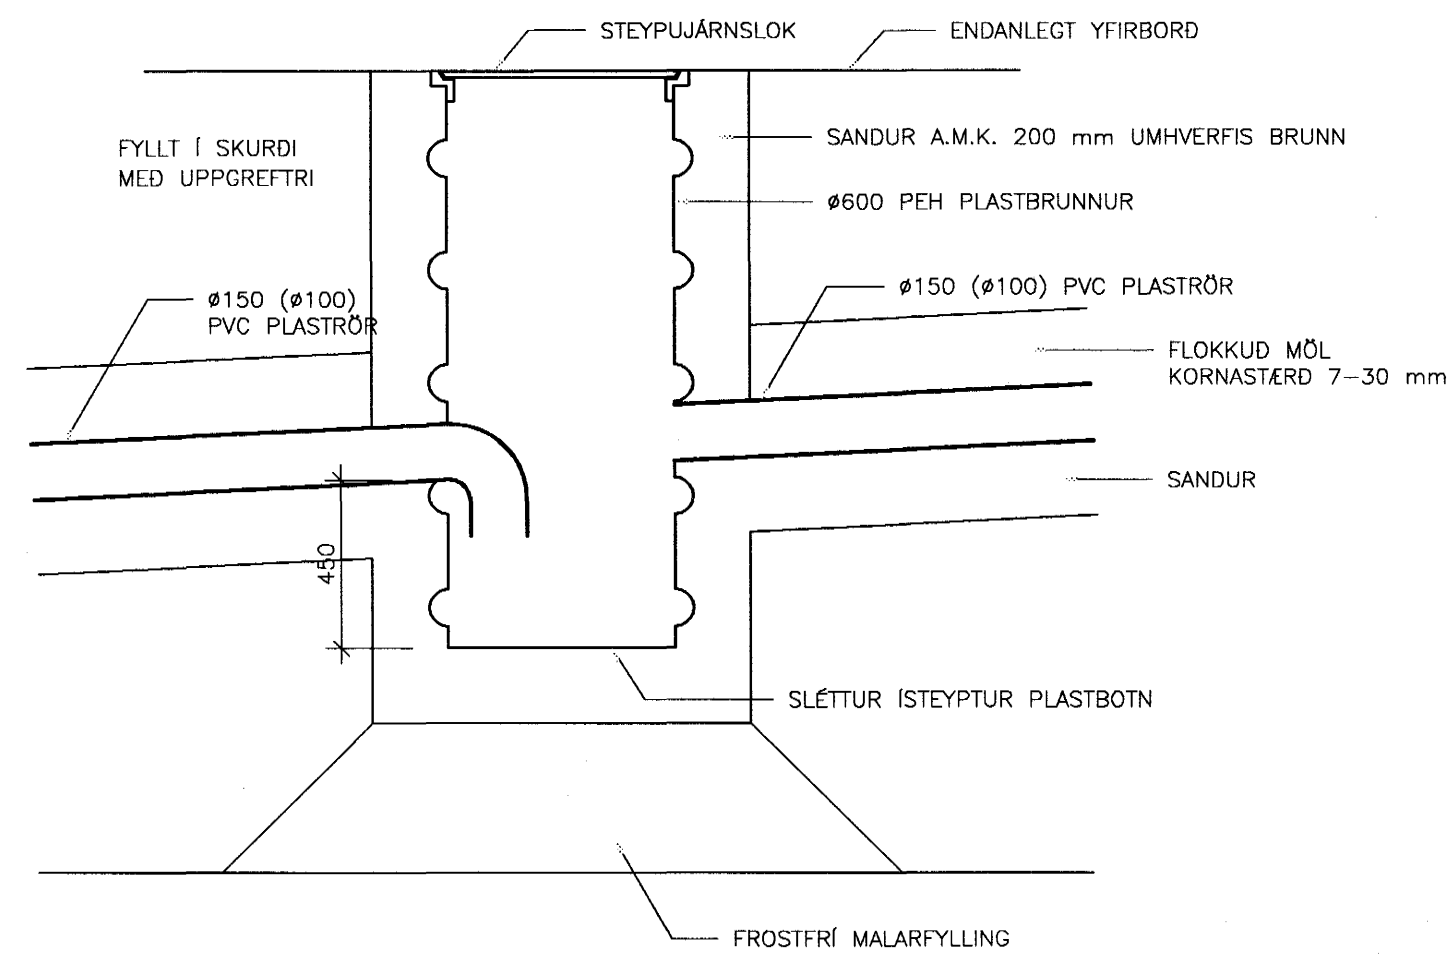 STEYPUJÁRNSLOK
ENDANLEGT YFIRBORÐ
FYLLT Í SKURÐI
MEÐ UPPGREFTRI
SANDUR A.M.K. 200 mm UMHVERFIS BRUNN
Ø600 PEH PLASTBRUNNUR
Ø150 (Ø100)
PVC PLASTRÖR
Ø150 (Ø100) PVC PLASTRÖR
FLOKKUÐ MÖL
KORNASTÆRÐ 7-30 mm
SANDUR
450
SLÉTTUR ÍSTEYPTUR PLASTBOTN
FROSTFRÍ MALARFYLLING